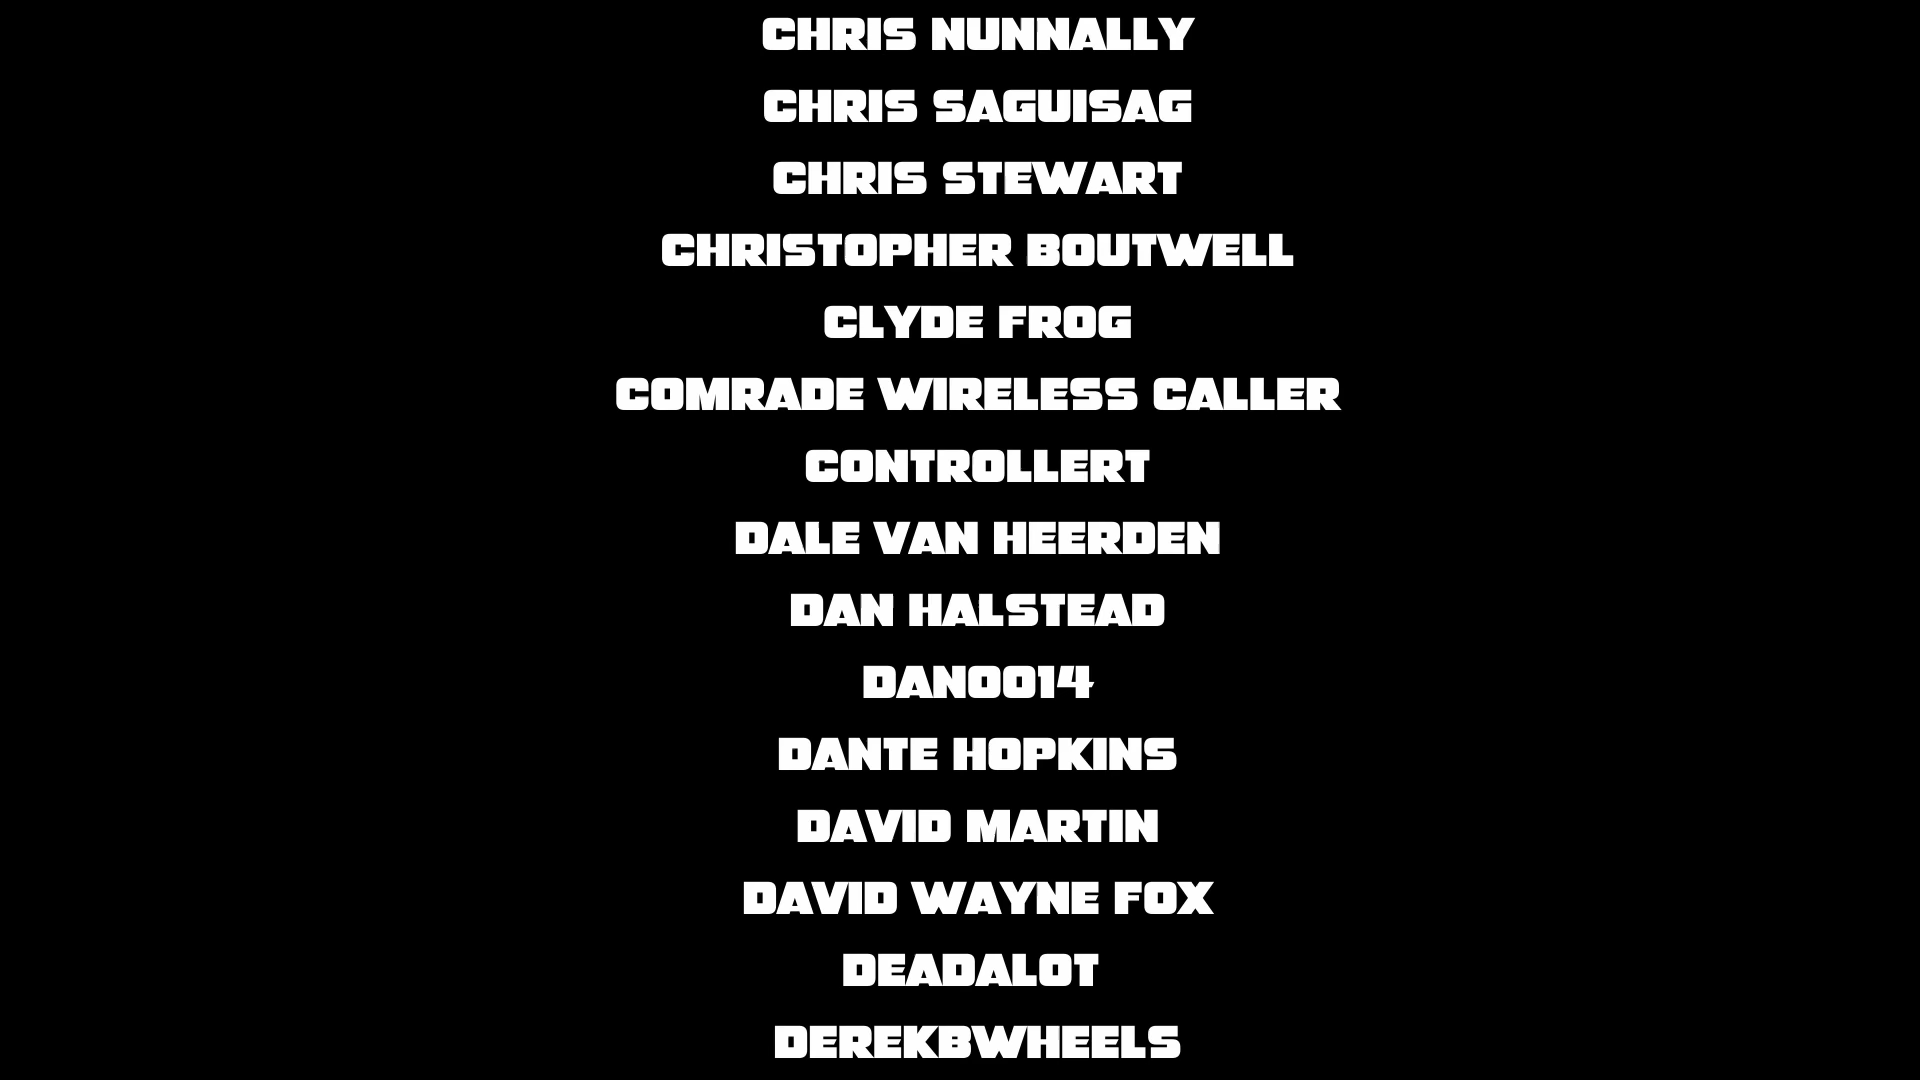 CHRIS NUNNALLY
CHRIS SAGUISAG
CHRIS STEWART
CHRISTOPHER BOUTWELL
CLYDE FROG
COMRADE WIRELESS CALLER
CONTROLLERT
DALE VAN HEERDEN
DAN HALSTEAD
DAN0014
DANTE HOPKINS
DAVID MARTIN
DAVID WAYNE FOX
DEADALOT
DEREKBWHEELS